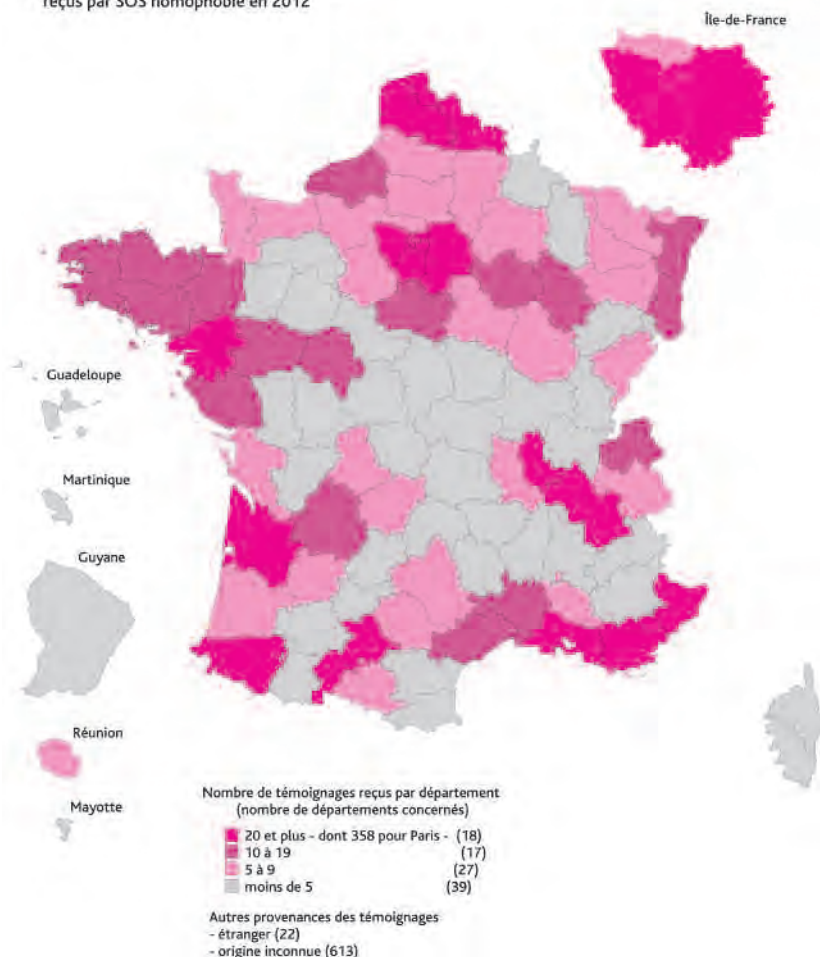 reçus par SOS homophobie en 2012
Île-de-France
Guadeloupe
Martinique
Guyane
Réunion
Mayotte
Nombre de témoignages reçus par département
(nombre de départements concernés)
20 et plus - dont 358 pour Paris - (18)
10 à 19 (17)
5 à 9 (27)
moins de 5 (39)
Autres provenances des témoignages
- étranger (22)
- origine inconnue (613)